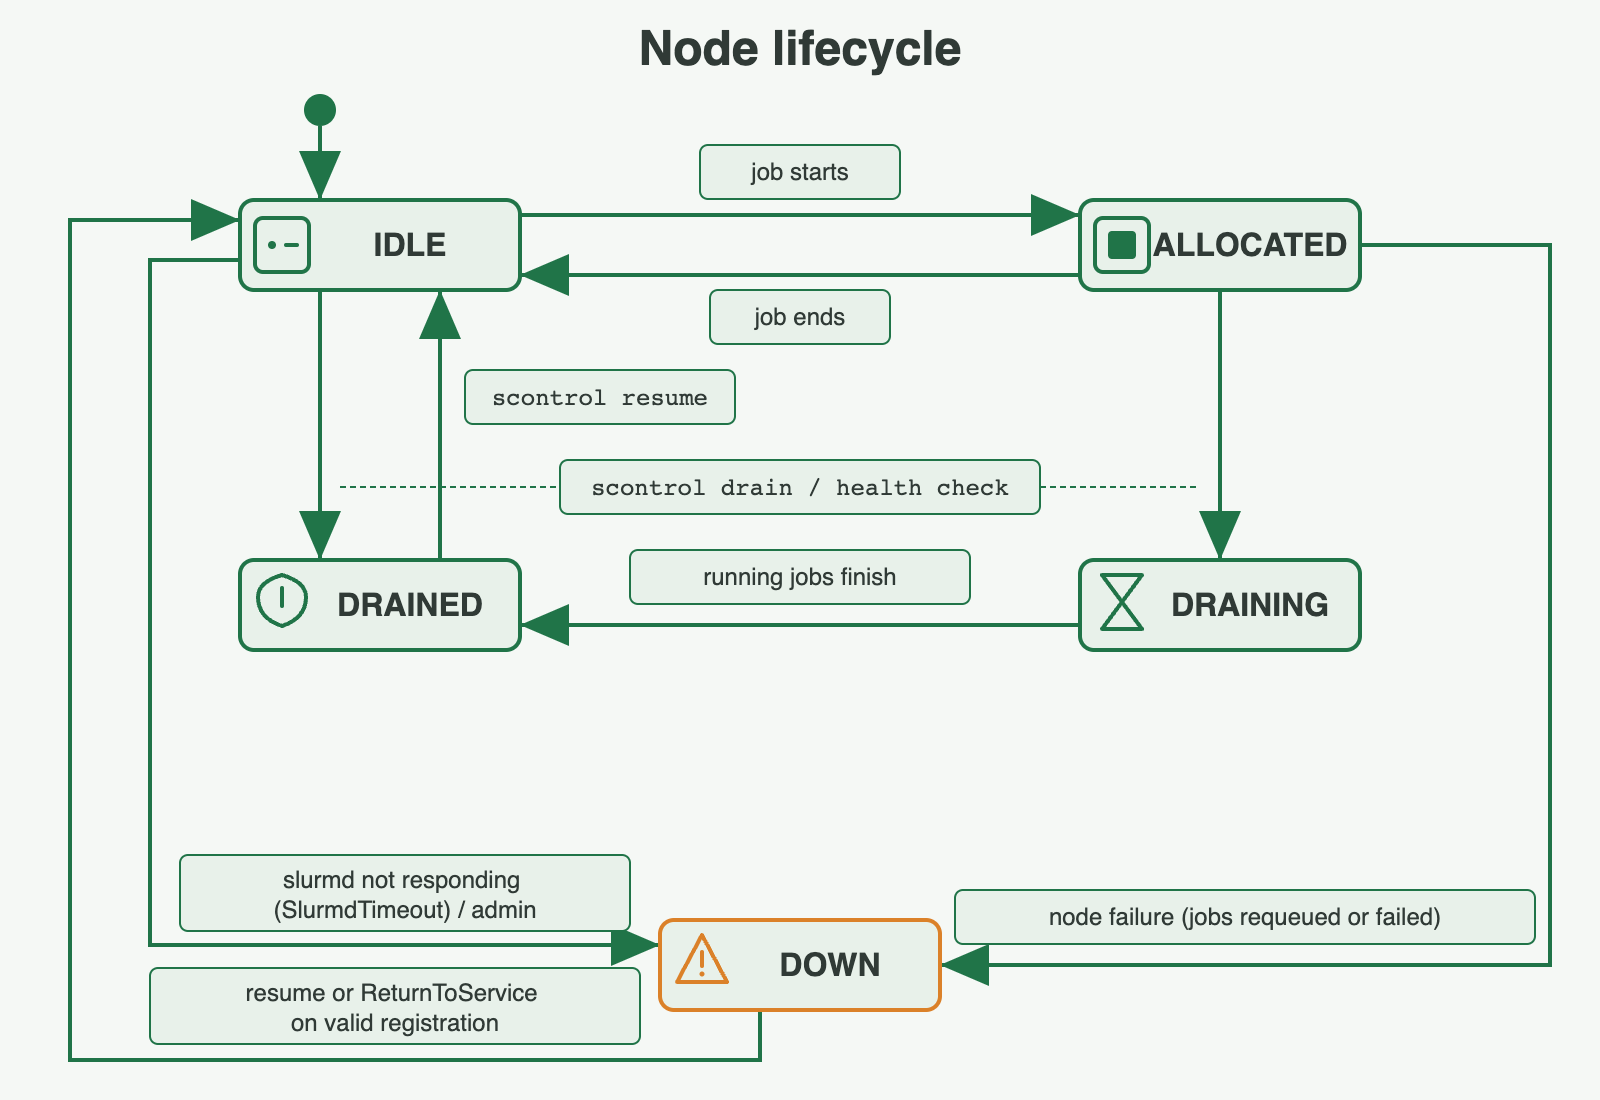 Node lifecycle
job starts
IDLE
ALLOCATED
job ends
scontrol resume
scontrol drain / health check
running jobs finish
DRAINED
DRAINING
slurmd not responding
(SlurmdTimeout) / admin
node failure (jobs requeued or failed)
DOWN
resume or ReturnToService
on valid registration